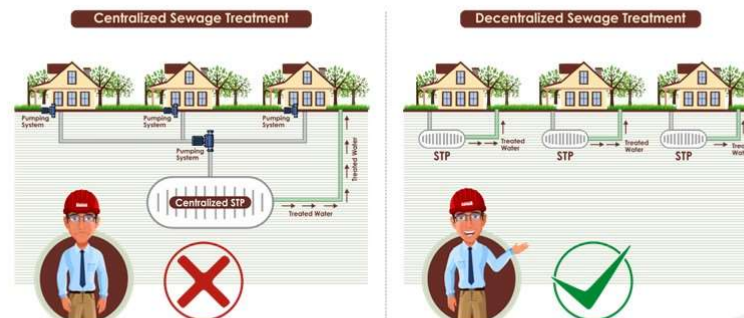 Centralized Sewage Treatment
Pumping
System
Pumping
System
Pumping
System
Pumping
System
Centralized STP
Treated Water
Treated Water
Decentralized Sewage Treatment
STP
Treated
Water
STP
Treated
Water
STP